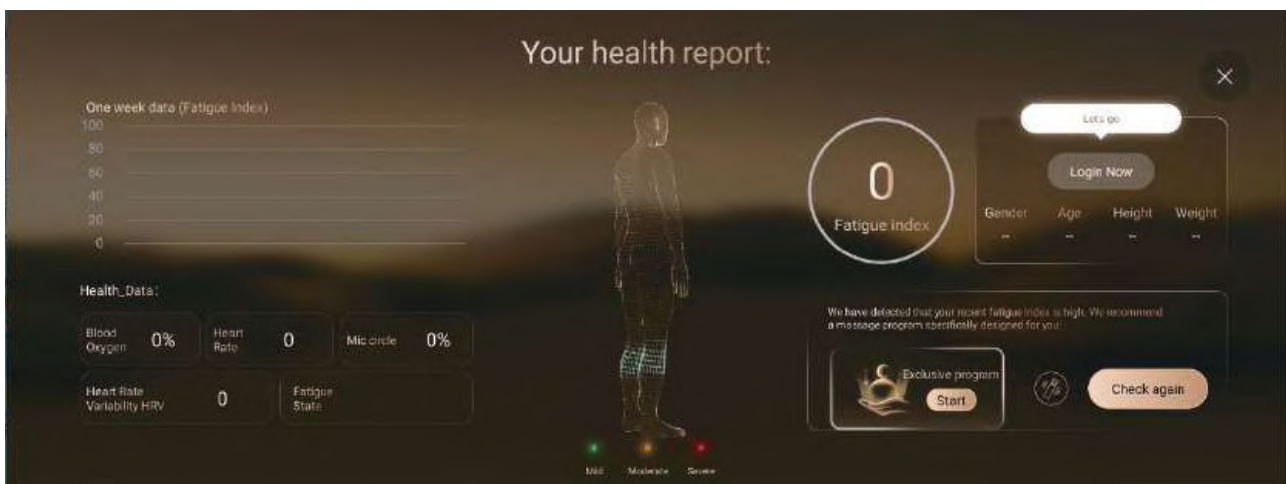 Your health report:
One week data (Fatigue Index)
100
80
60
40
20
0
Health_Data:
Blood
Oxygen
0%
Heart
Rate
0
Mic circle
0%
Heart Rate
Variability HRV
0
Fatigue
State
Mild
Moderate
Severe
0
Fatigue index
Let's go
Login Now
Gender
Age
Height
Weight
--
--
--
--
We have detected that your recent fatigue index is high. We recommend
a massage program specifically designed for you:
Exclusive program
Start
Check again